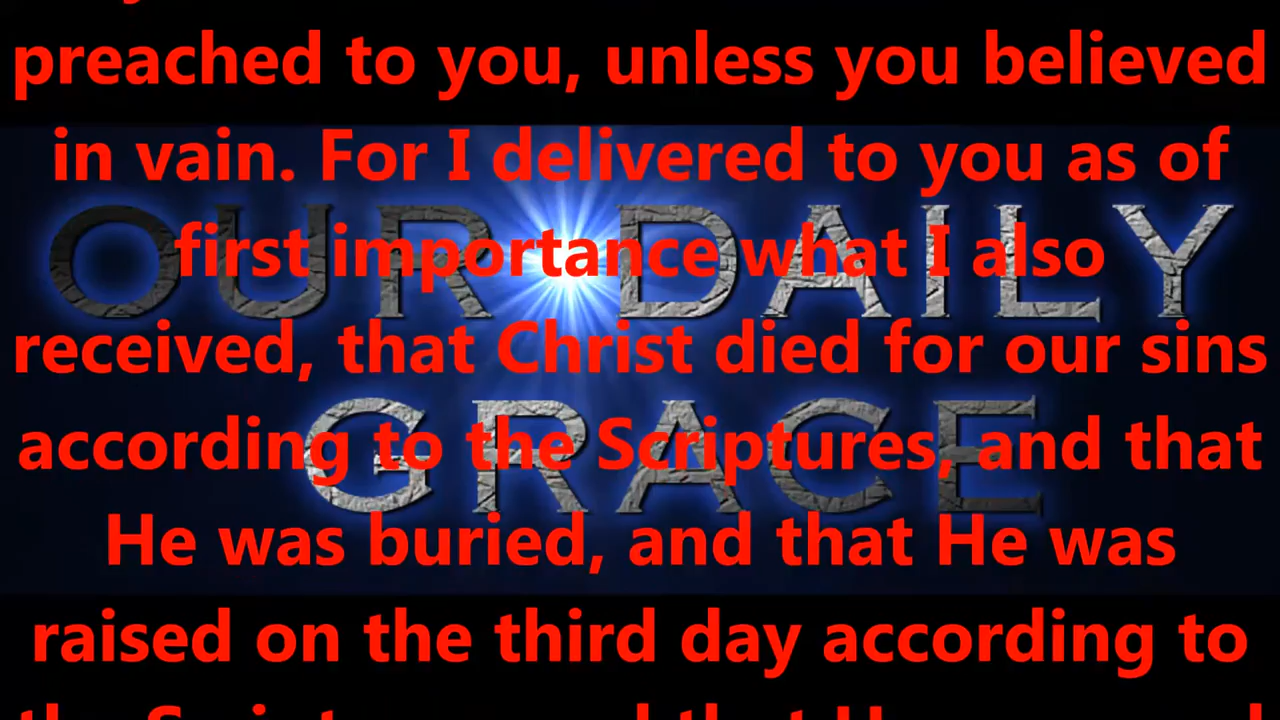 preached to you, unless you believed
in vain. For I delivered to you as of
first importance what I also
received, that Christ died for our sins
according to the Scriptures, and that
He was buried, and that He was
raised on the third day according to
OUR DAILY
GRACE